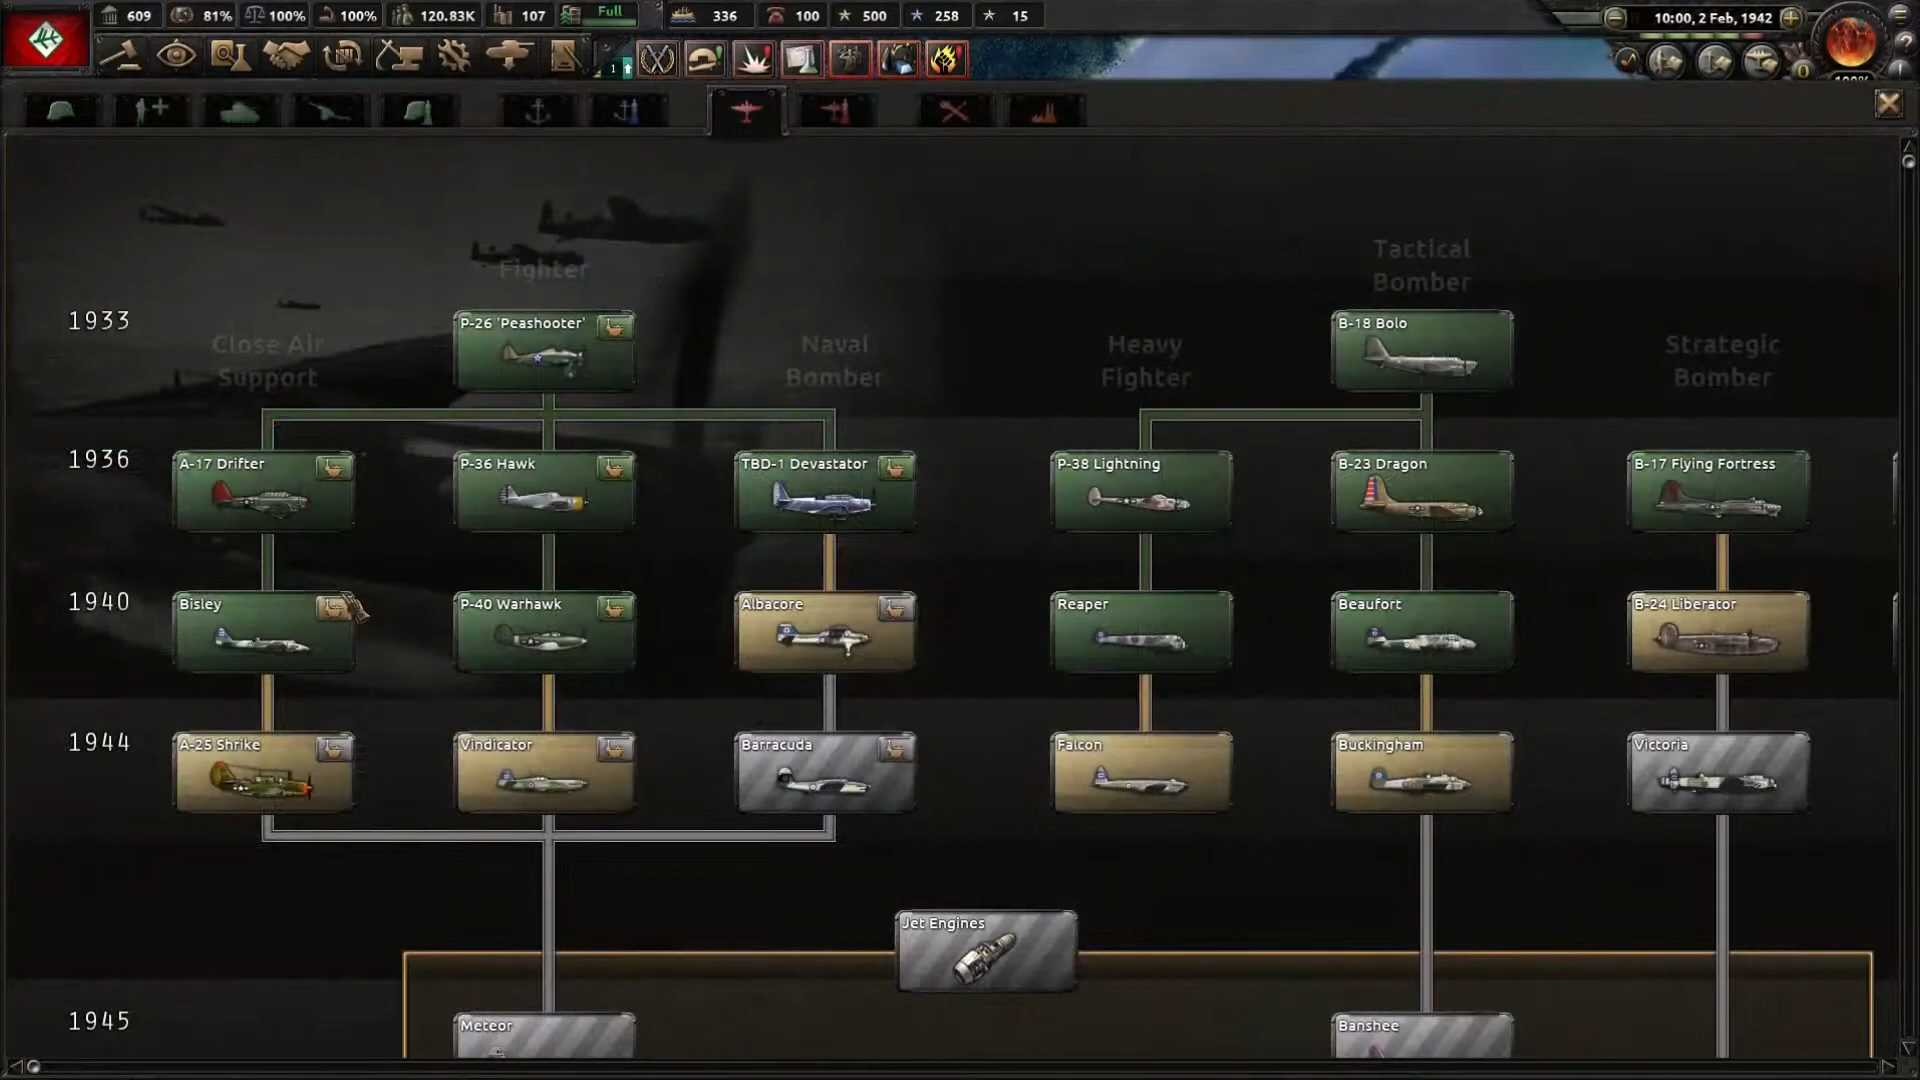 609 81% 100% 100% 120.83K 107 Full 336 100 500 258 15 10:00, 2 Feb, 1942
1 0
Fighter
Tactical
Bomber
1933
P-26 'Peashooter'
B-18 Bolo
Close Air
Support
Naval
Bomber
Heavy
Fighter
Strategic
Bomber
1936
A-17 Drifter
P-36 Hawk
TBD-1 Devastator
P-38 Lightning
B-23 Dragon
B-17 Flying Fortress
1940
Bisley
P-40 Warhawk
Albacore
Reaper
Beaufort
B-24 Liberator
1944
A-25 Shrike
Vindicator
Barracuda
Falcon
Buckingham
Victoria
Jet Engines
1945
Meteor
Banshee